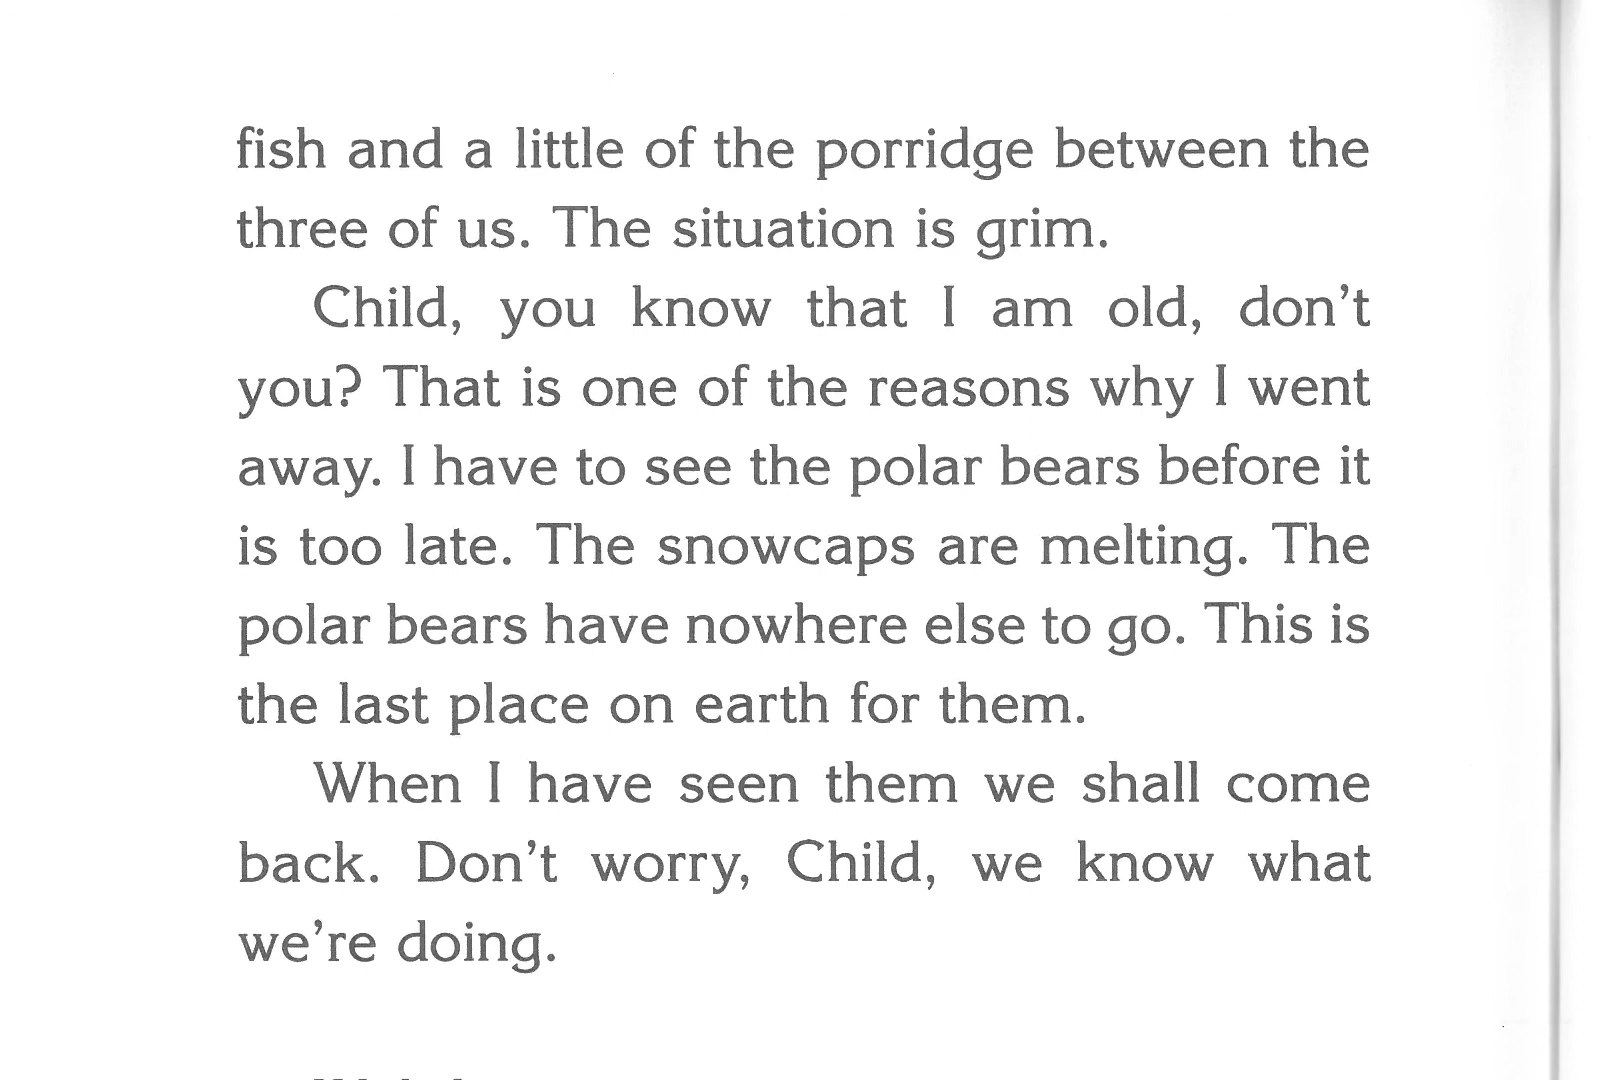 fish and a little of the porridge between the
three of us. The situation is grim.
Child, you know that I am old, don’t
you? That is one of the reasons why I went
away. I have to see the polar bears before it
is too late. The snowcaps are melting. The
polar bears have nowhere else to go. This is
the last place on earth for them.
When I have seen them we shall come
back. Don’t worry, Child, we know what
we’re doing.